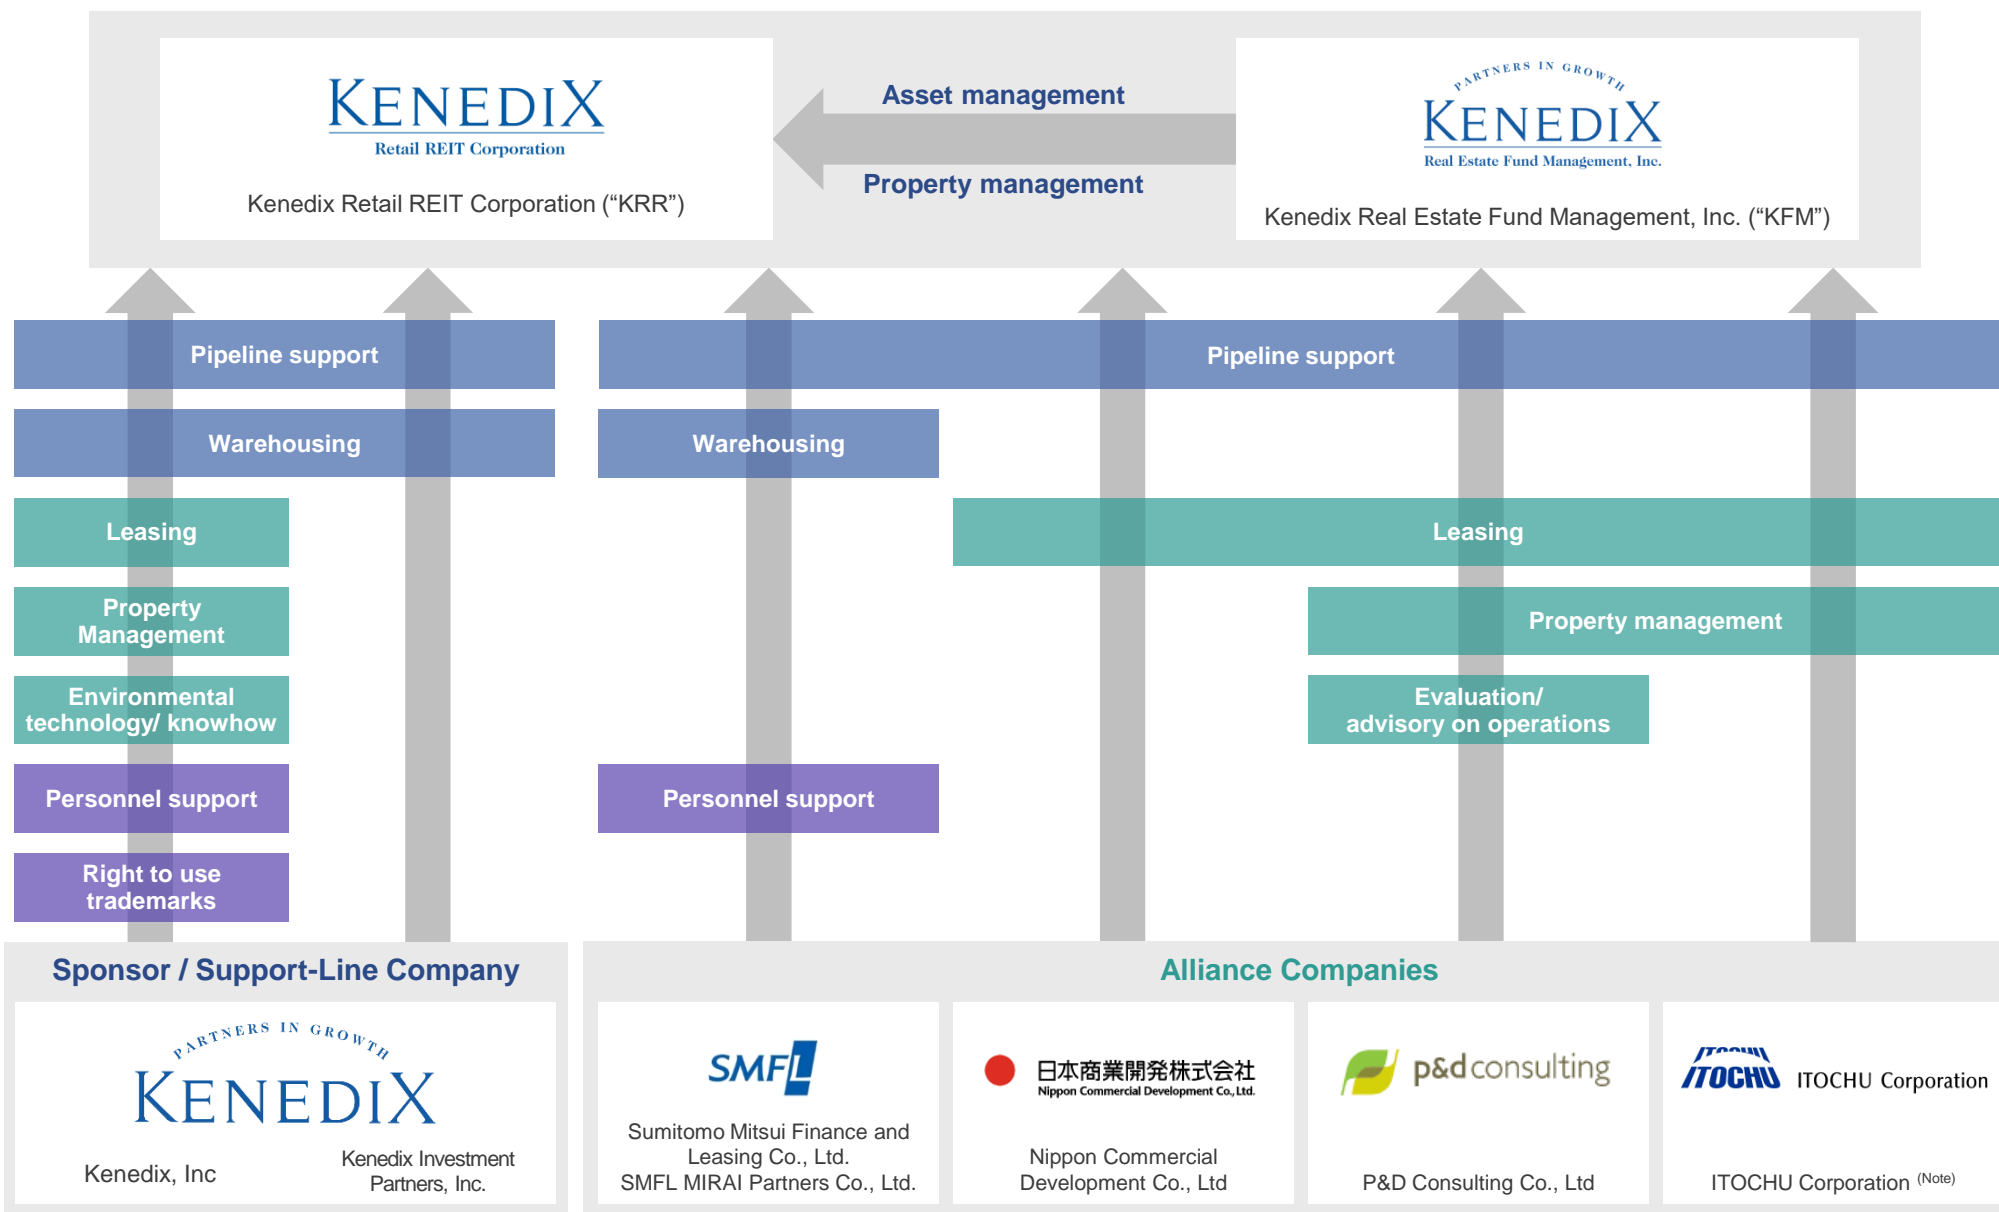 KENEDIX
Retail REIT Corporation
Kenedix Retail REIT Corporation (“KRR”)
Asset management
Property management
PARTNERS IN GROWTH
KENEDIX
Real Estate Fund Management, Inc.
Kenedix Real Estate Fund Management, Inc. (“KFM”)
Pipeline support
Pipeline support
Warehousing
Warehousing
Leasing
Leasing
Property
Management
Property management
Environmental
technology/ knowhow
Evaluation/
advisory on operations
Personnel support
Personnel support
Right to use
trademarks
Sponsor / Support-Line Company
PARTNERS IN GROWTH
KENEDIX
Kenedix, Inc
Kenedix Investment
Partners, Inc.
Alliance Companies
SMFL
Sumitomo Mitsui Finance and
Leasing Co., Ltd.
SMFL MIRAI Partners Co., Ltd.
日本商業開発株式会社
Nippon Commercial Development Co., Ltd.
Nippon Commercial
Development Co., Ltd
p&d consulting
P&D Consulting Co., Ltd
ITOCHU
ITOCHU
ITOCHU Corporation
ITOCHU Corporation (Note)